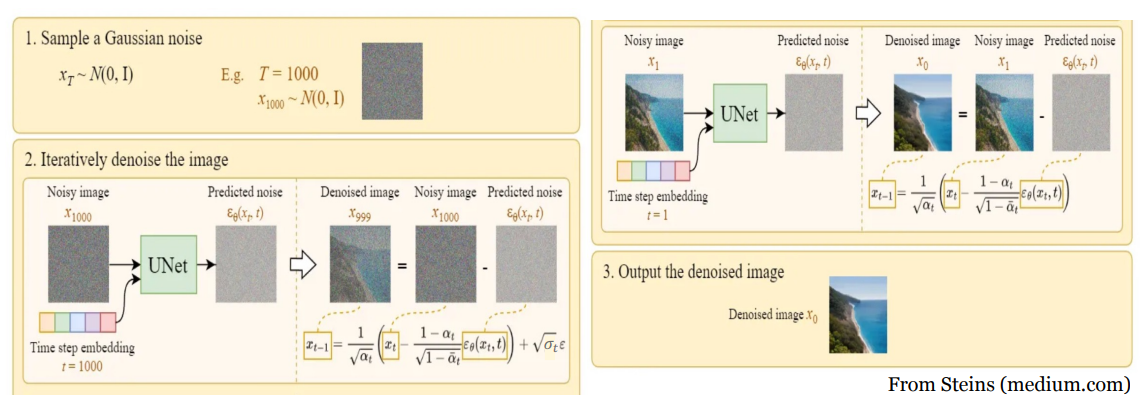 1. Sample a Gaussian noise
x_T ~ N(0, I)
E.g. T = 1000
x_1000 ~ N(0, I)
2. Iteratively denoise the image
Noisy image
x_1000
Predicted noise
ε_θ(x_t, t)
UNet
Time step embedding
t = 1000
Denoised image
x_999
=
Noisy image
x_1000
-
Predicted noise
ε_θ(x_t, t)
x_{t-1} = 1/√α_t (x_t - (1 - α_t)/√(1 - ᾱ_t) ε_θ(x_t, t)) + √σ_t ε
Noisy image
x_1
Predicted noise
ε_θ(x_t, t)
UNet
Time step embedding
t = 1
Denoised image
x_0
=
Noisy image
x_1
-
Predicted noise
ε_θ(x_t, t)
x_{t-1} = 1/√α_t (x_t - (1 - α_t)/√(1 - ᾱ_t) ε_θ(x_t, t))
3. Output the denoised image
Denoised image x_0
From Steins (medium.com)